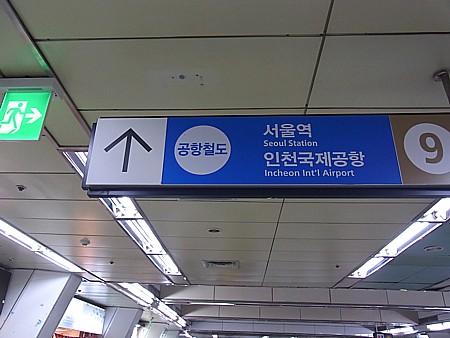 공항철도
서울역
Seoul Station
인천국제공항
Incheon Int'l Airport
9